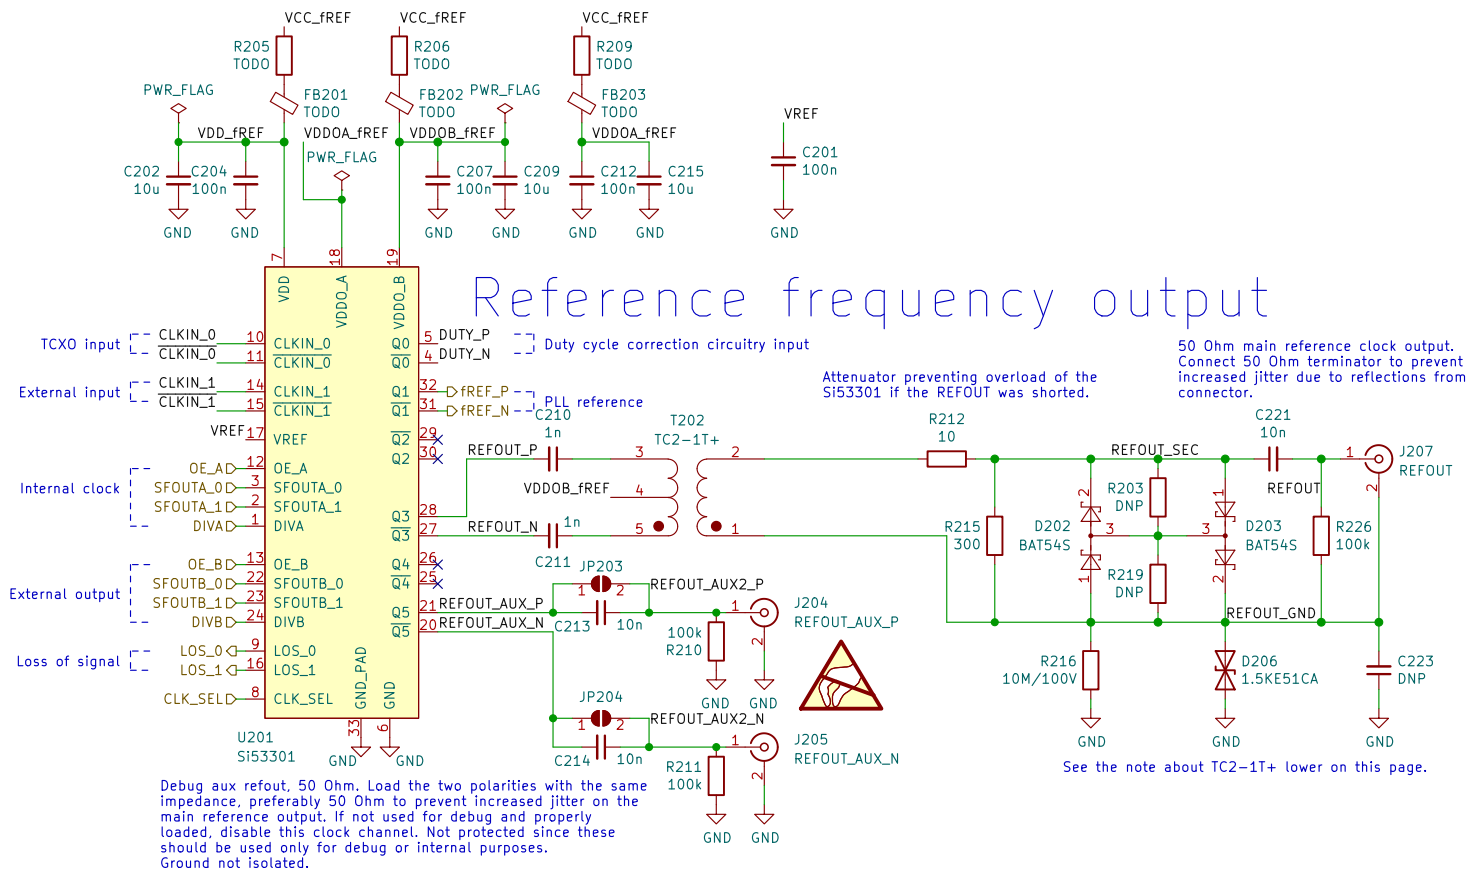 VCC_fREF
VCC_fREF
VCC_fREF
R205
TODO
R206
TODO
R209
TODO
PWR_FLAG
FB201
TODO
FB202
TODO
PWR_FLAG
FB203
TODO
VREF
VDD_fREF
VDDOA_fREF
VDDOB_fREF
VDDOA_fREF
PWR_FLAG
C202
10u
C204
100n
C207
100n
C209
10u
C212
100n
C215
10u
C201
100n
GND
GND
GND
GND
GND
GND
GND
7
18
19
VDD
VDDO_A
VDDO_B
Reference frequency output
TCXO input
CLKIN_0
CLKIN_0
10
11
CLKIN_0
CLKIN_0
Q0
Q0
5
4
DUTY_P
DUTY_N
Duty cycle correction circuitry input
External input
CLKIN_1
CLKIN_1
14
15
CLKIN_1
CLKIN_1
Q1
Q1
32
31
fREF_P
fREF_N
PLL reference
VREF
17
VREF
Q2
Q2
29
30
Internal clock
OE_A
SFOUTA_0
SFOUTA_1
DIVA
12
3
2
1
OE_A
SFOUTA_0
SFOUTA_1
DIVA
Q3
Q3
28
27
External output
OE_B
SFOUTB_0
SFOUTB_1
DIVB
13
22
23
24
OE_B
SFOUTB_0
SFOUTB_1
DIVB
Q4
Q4
26
25
Q5
Q5
21
20
Loss of signal
LOS_0
LOS_1
9
16
LOS_0
LOS_1
CLK_SEL
8
CLK_SEL
GND_PAD
GND
33
6
U201
Si53301
GND
GND
REFOUT_P
C210
1n
REFOUT_N
1n
C211
VDDOB_fREF
T202
TC2-1T+
3
4
5
2
1
Attenuator preventing overload of the
Si53301 if the REFOUT was shorted.
R212
10
R215
300
50 Ohm main reference clock output.
Connect 50 Ohm terminator to prevent
increased jitter due to reflections from
connector.
REFOUT_SEC
C221
10n
REFOUT
1
2
J207
REFOUT
D202
BAT54S
2
3
1
R203
DNP
R219
DNP
D203
BAT54S
1
3
2
R226
100k
REFOUT_GND
R216
10M/100V
D206
1.5KE51CA
C223
DNP
GND
GND
GND
See the note about TC2-1T+ lower on this page.
REFOUT_AUX_P
REFOUT_AUX_N
JP203
1
2
C213
10n
REFOUT_AUX2_P
100k
R210
1
2
J204
REFOUT_AUX_P
GND
GND
JP204
1
2
C214
10n
REFOUT_AUX2_N
R211
100k
1
2
J205
REFOUT_AUX_N
GND
GND
Debug aux refout, 50 Ohm. Load the two polarities with the same
impedance, preferably 50 Ohm to prevent increased jitter on the
main reference output. If not used for debug and properly
loaded, disable this clock channel. Not protected since these
should be used only for debug or internal purposes.
Ground not isolated.